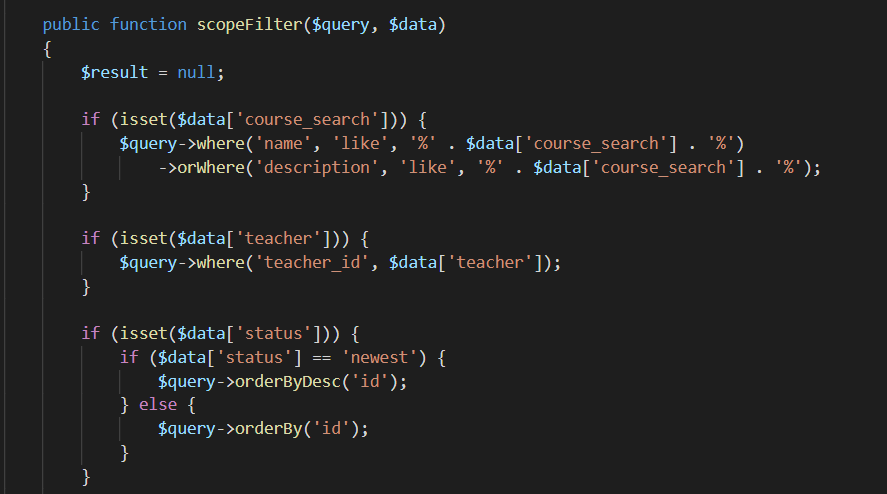 public function scopeFilter($query, $data)
{
    $result = null;

    if (isset($data['course_search'])) {
        $query->where('name', 'like', '%' . $data['course_search'] . '%')
            ->orWhere('description', 'like', '%' . $data['course_search'] . '%');
    }

    if (isset($data['teacher'])) {
        $query->where('teacher_id', $data['teacher']);
    }

    if (isset($data['status'])) {
        if ($data['status'] == 'newest') {
            $query->orderByDesc('id');
        } else {
            $query->orderBy('id');
        }
    }